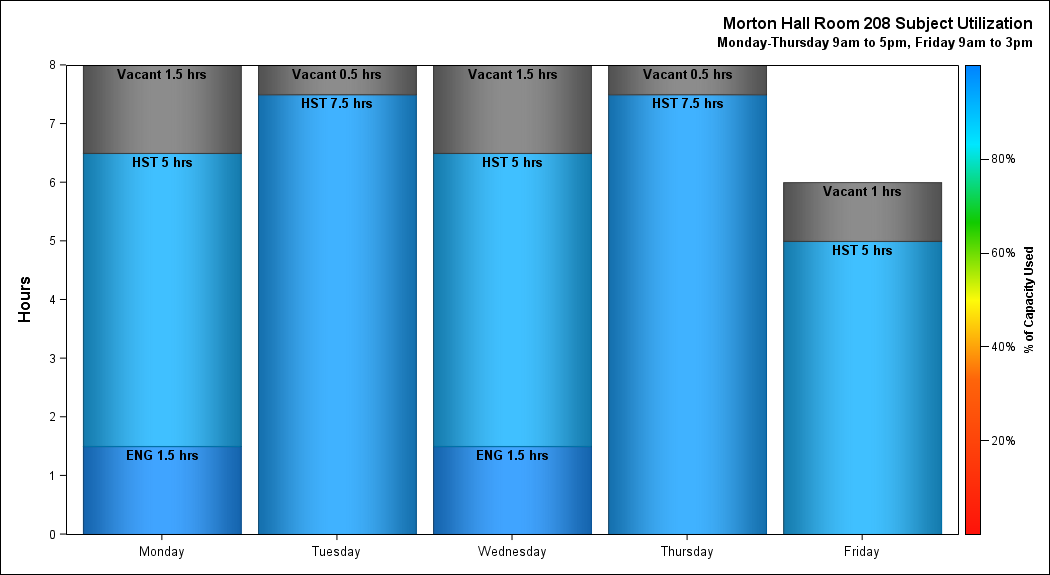 Morton Hall Room 208 Subject Utilization
Monday-Thursday 9am to 5pm, Friday 9am to 3pm
Hours
8
7
6
5
4
3
2
1
0
Vacant 1.5 hrs
HST 5 hrs
ENG 1.5 hrs
Vacant 0.5 hrs
HST 7.5 hrs
Vacant 1.5 hrs
HST 5 hrs
ENG 1.5 hrs
Vacant 0.5 hrs
HST 7.5 hrs
Vacant 1 hrs
HST 5 hrs
Monday
Tuesday
Wednesday
Thursday
Friday
80%
60%
40%
20%
% of Capacity Used